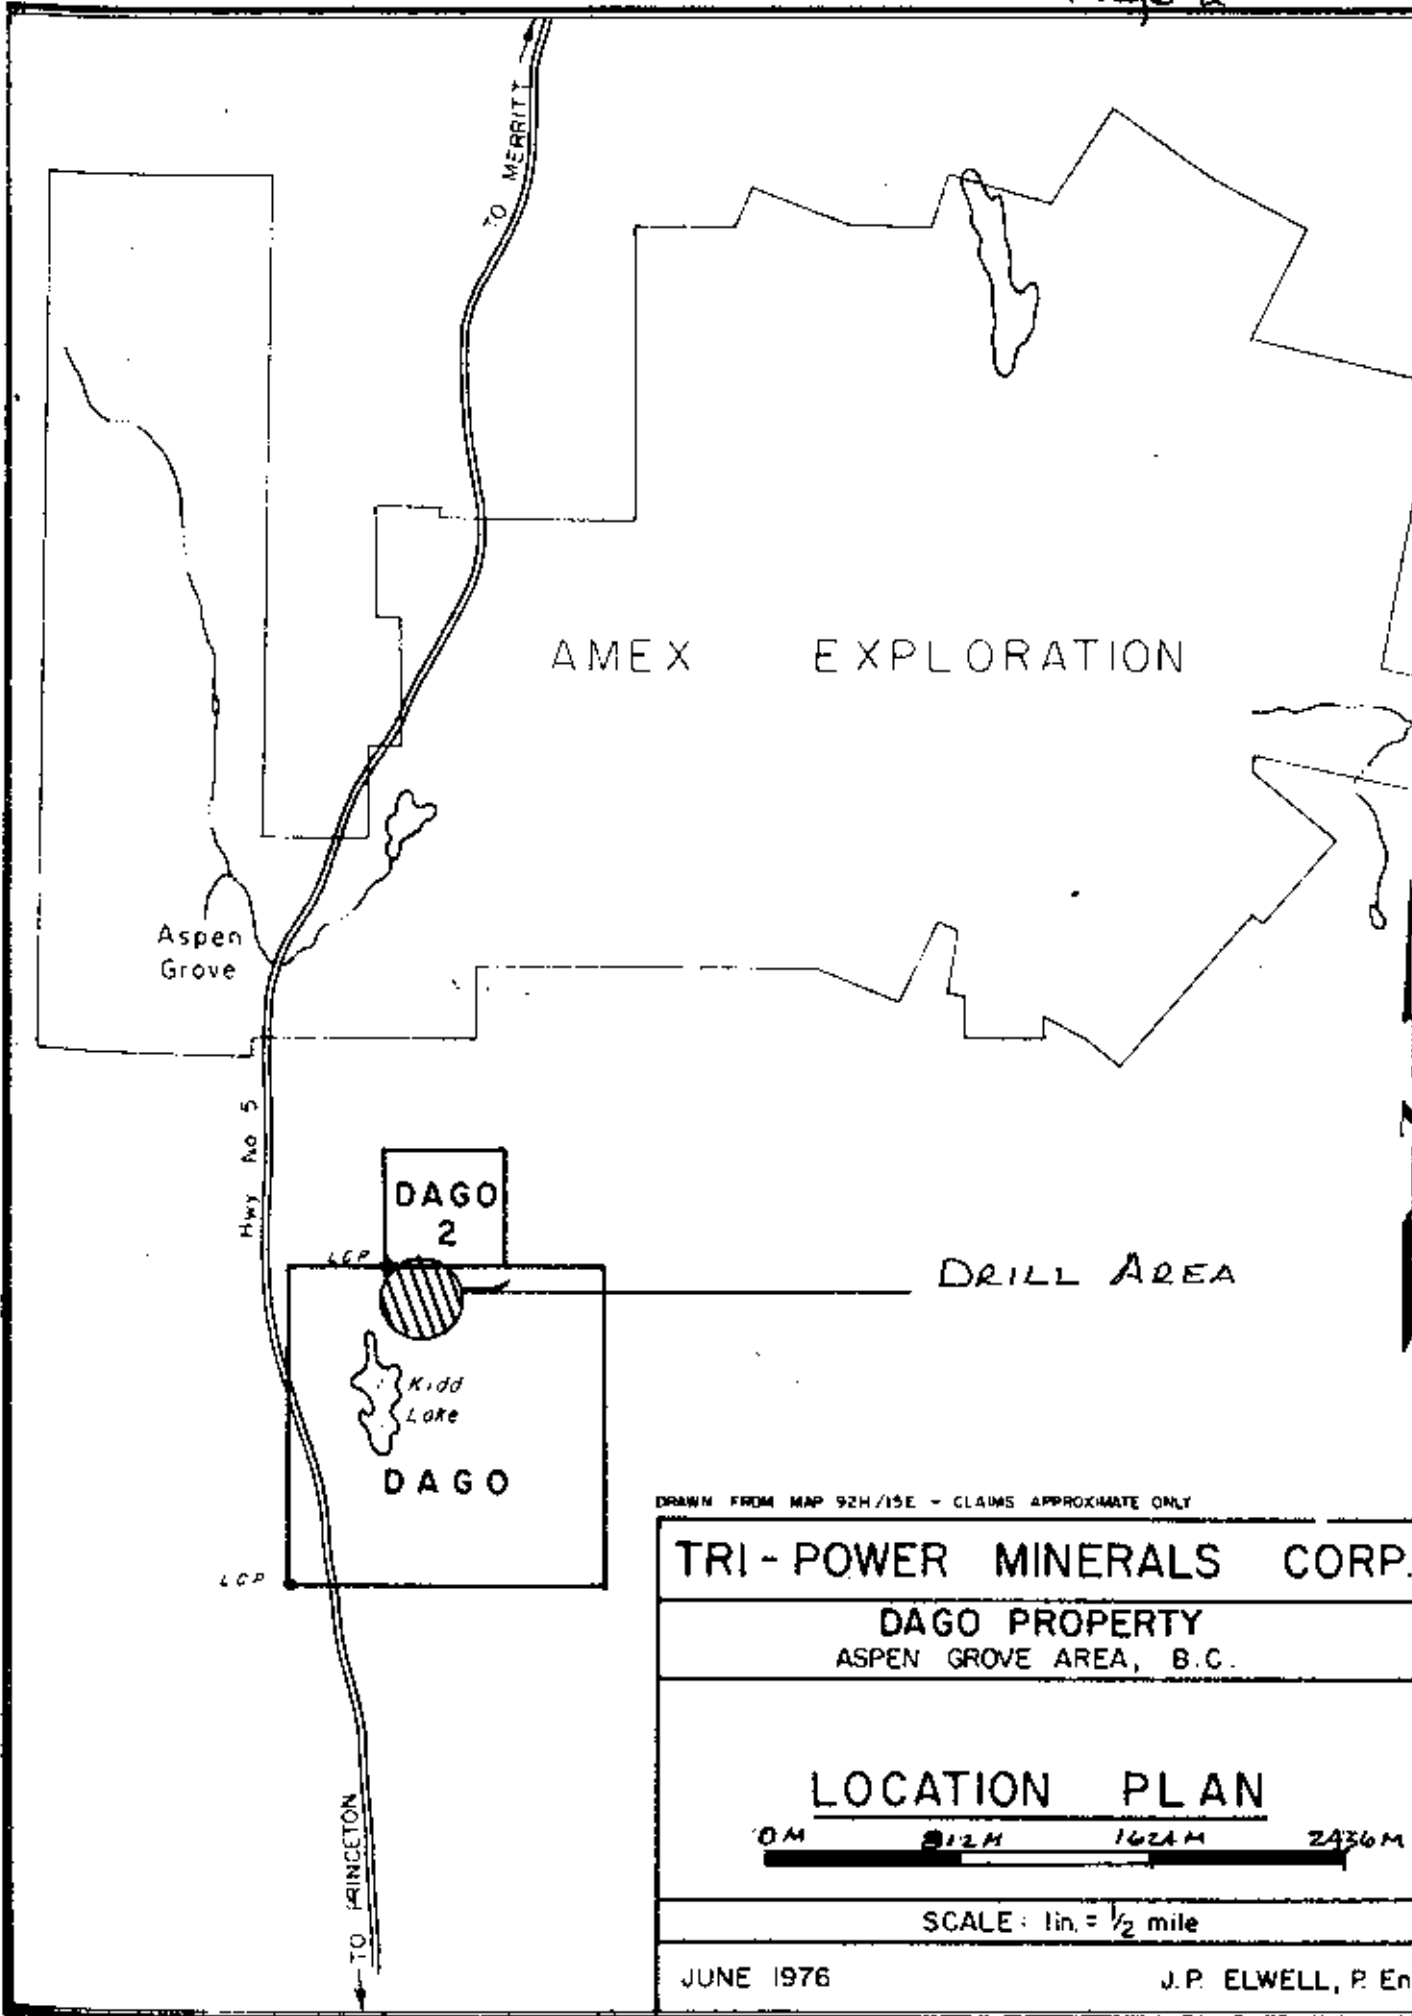 TO MERRITT
AMEX EXPLORATION
Aspen
Grove
Hwy No 5
DAGO
2
LCP
DRILL AREA
Kidd
Lake
DAGO
LCP
DRAWN FROM MAP 92H/15E - CLAIMS APPROXIMATE ONLY
TRI-POWER MINERALS CORP.
DAGO PROPERTY
ASPEN GROVE AREA, B.C.
LOCATION PLAN
0M 812M 1624M 2436M
SCALE: 1in. = 1/2 mile
JUNE 1976 J.P. ELWELL, P. En
TO PRINCETON